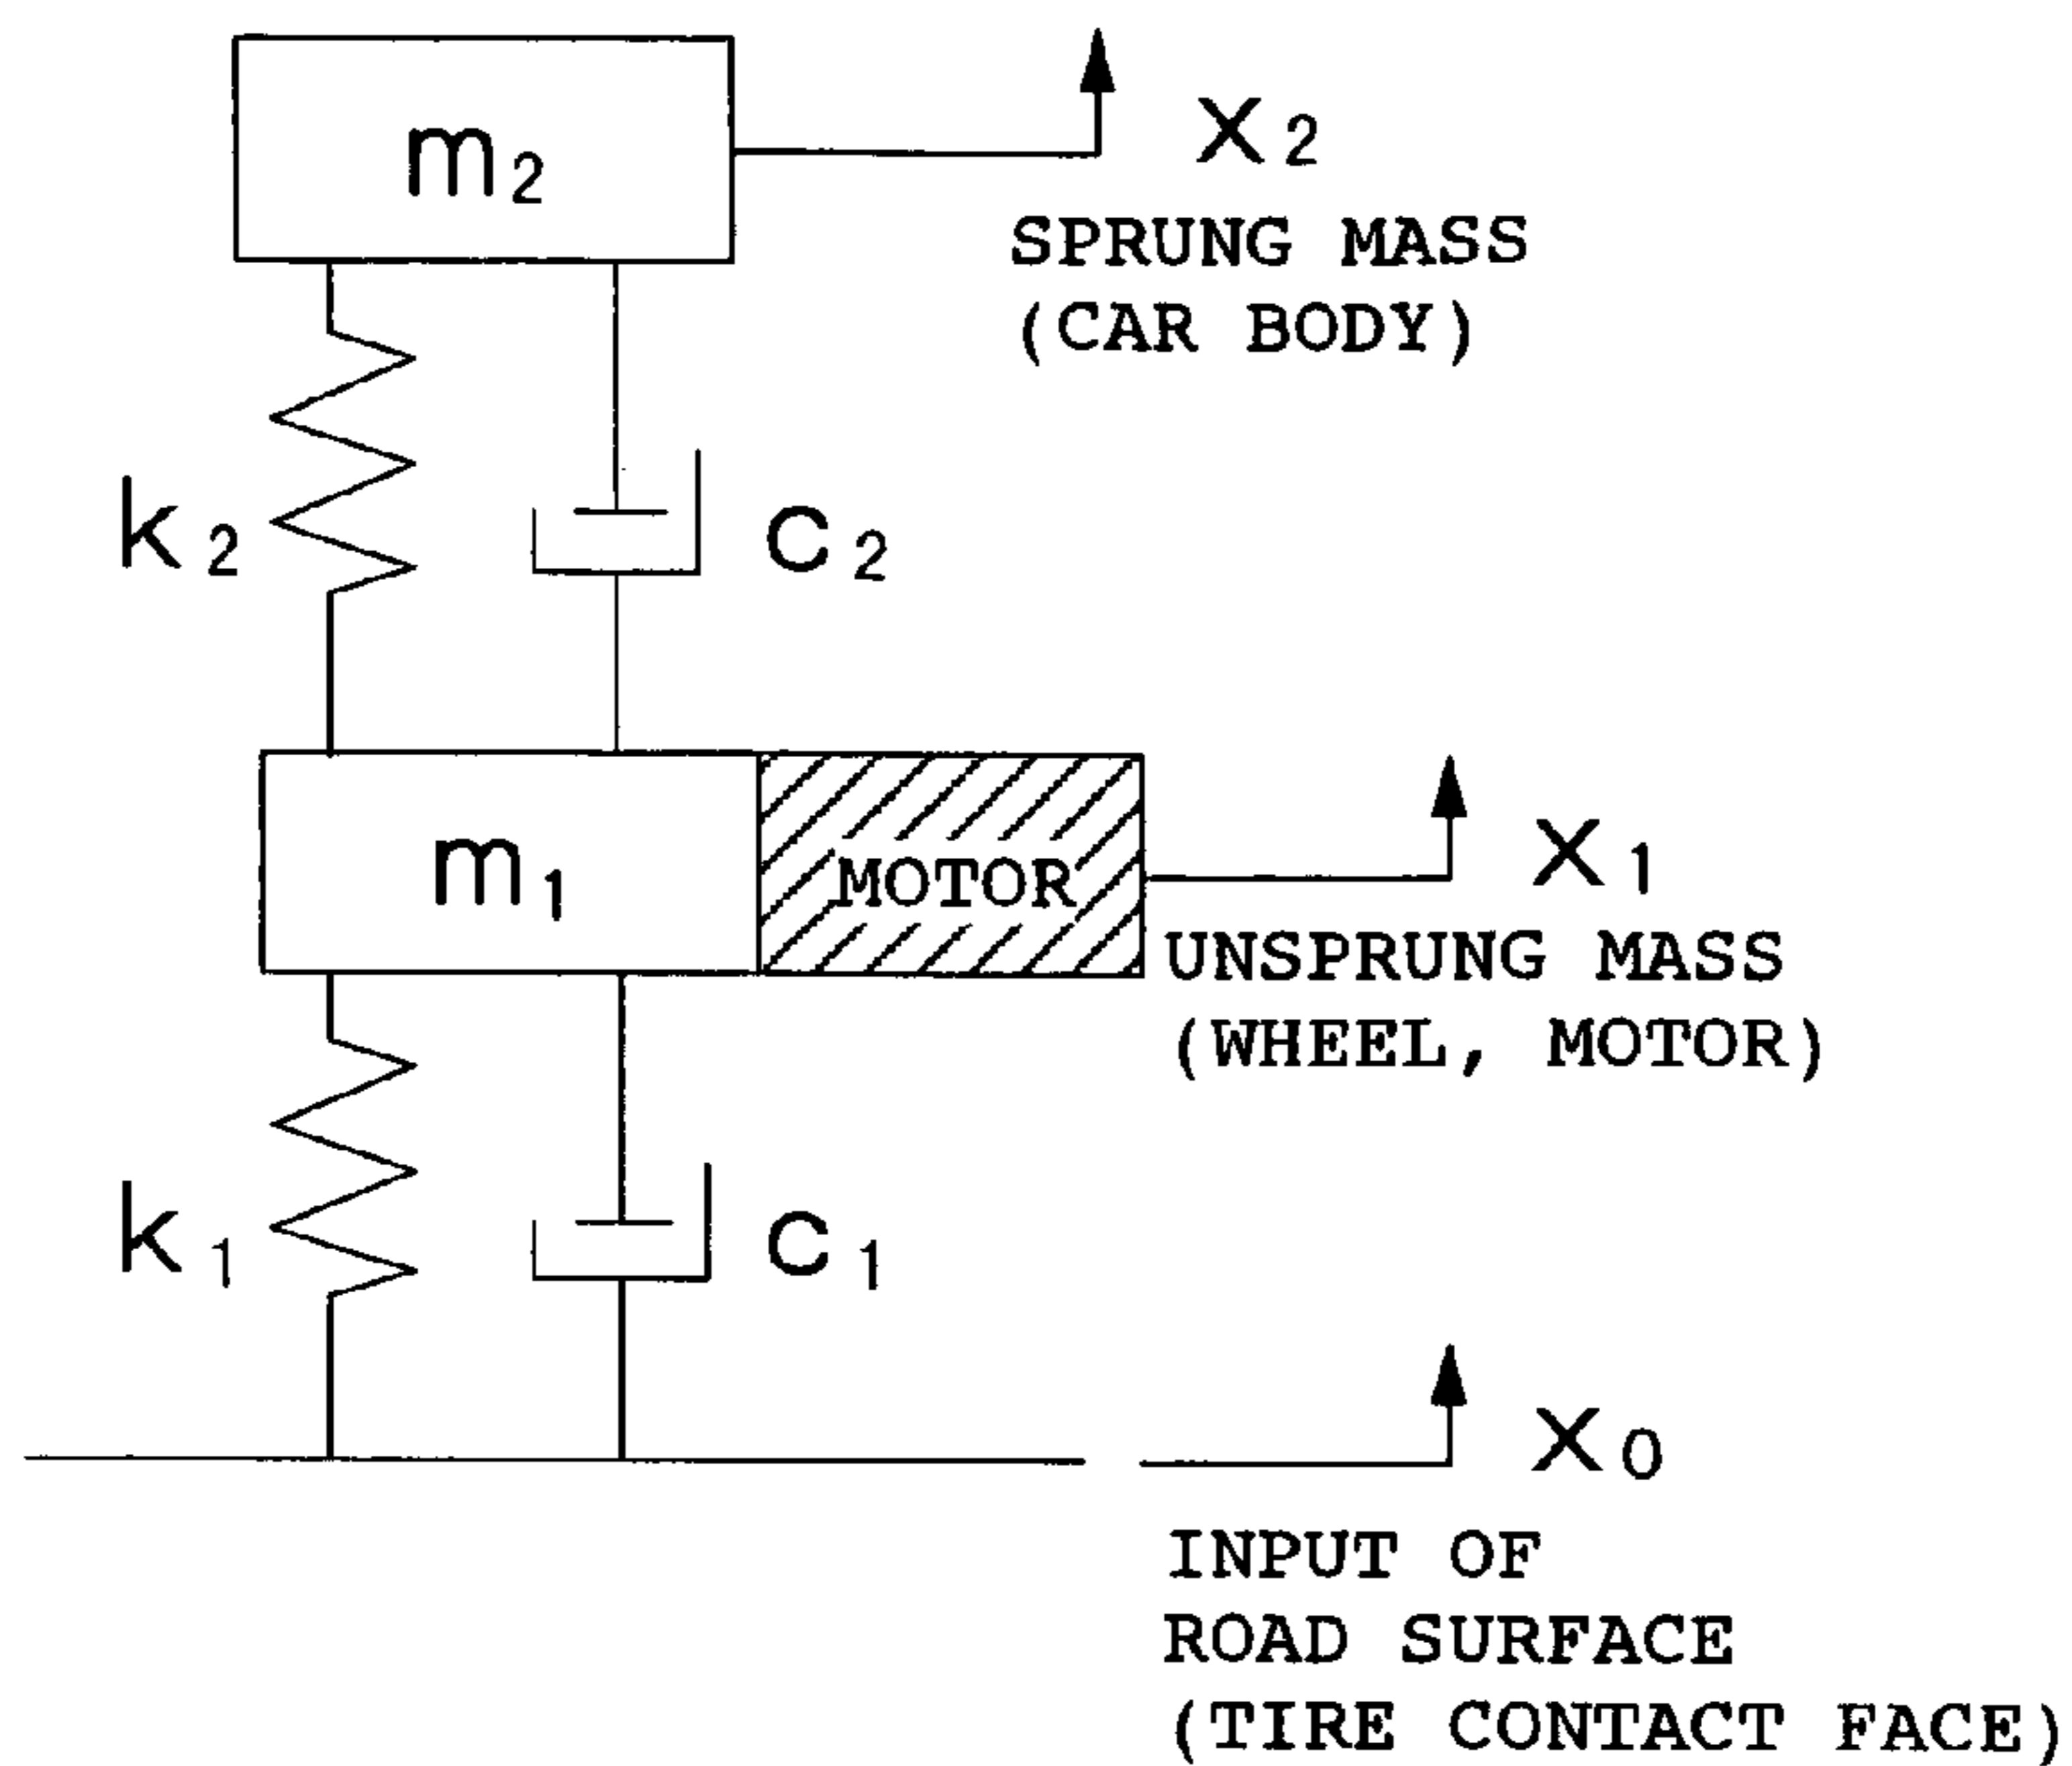 m2
x2
SPRUNG MASS
(CAR BODY)
k2
c2
m1
MOTOR
x1
UNSPRUNG MASS
(WHEEL, MOTOR)
k1
c1
x0
INPUT OF
ROAD SURFACE
(TIRE CONTACT FACE)